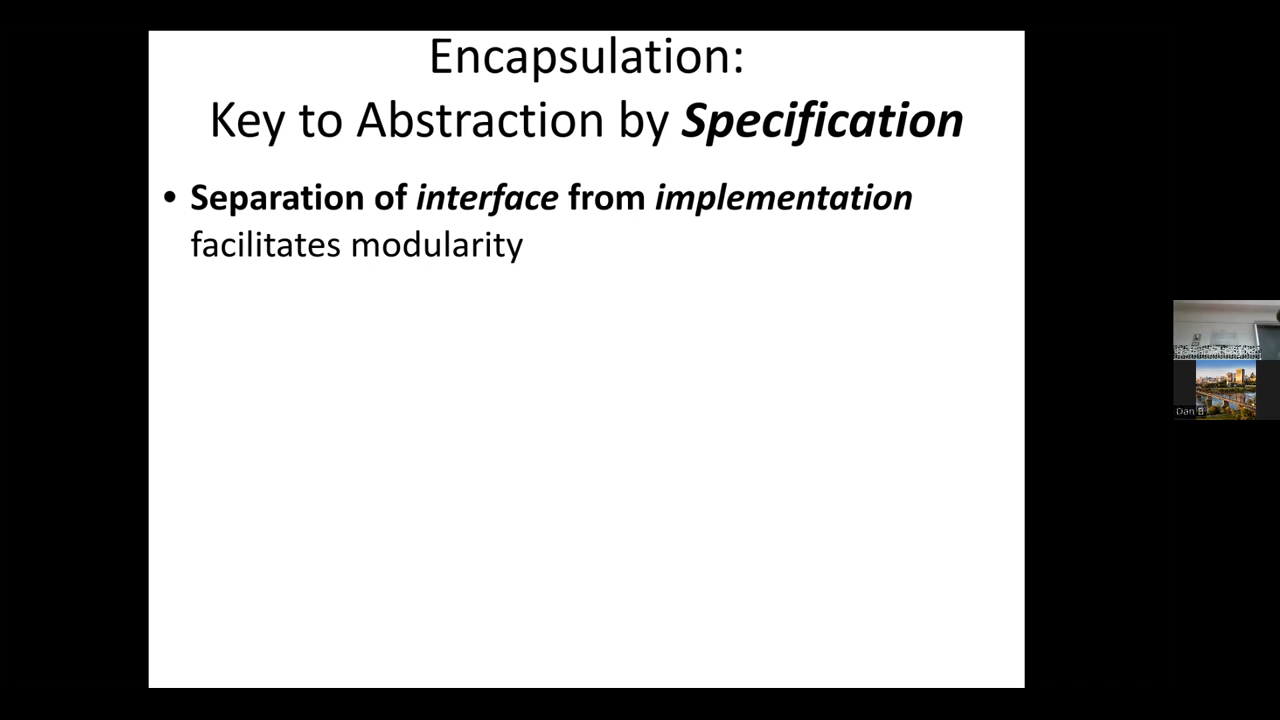 Encapsulation:
Key to Abstraction by Specification
• Separation of interface from implementation
facilitates modularity
Dan B